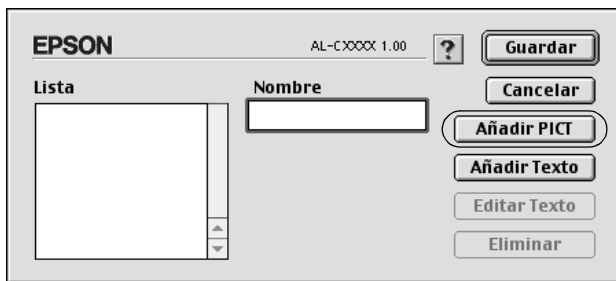 EPSON
AL-CXXXX 1.00
?
Guardar
Lista
Nombre
Cancelar
Añadir PICT
Añadir Texto
Editar Texto
Eliminar